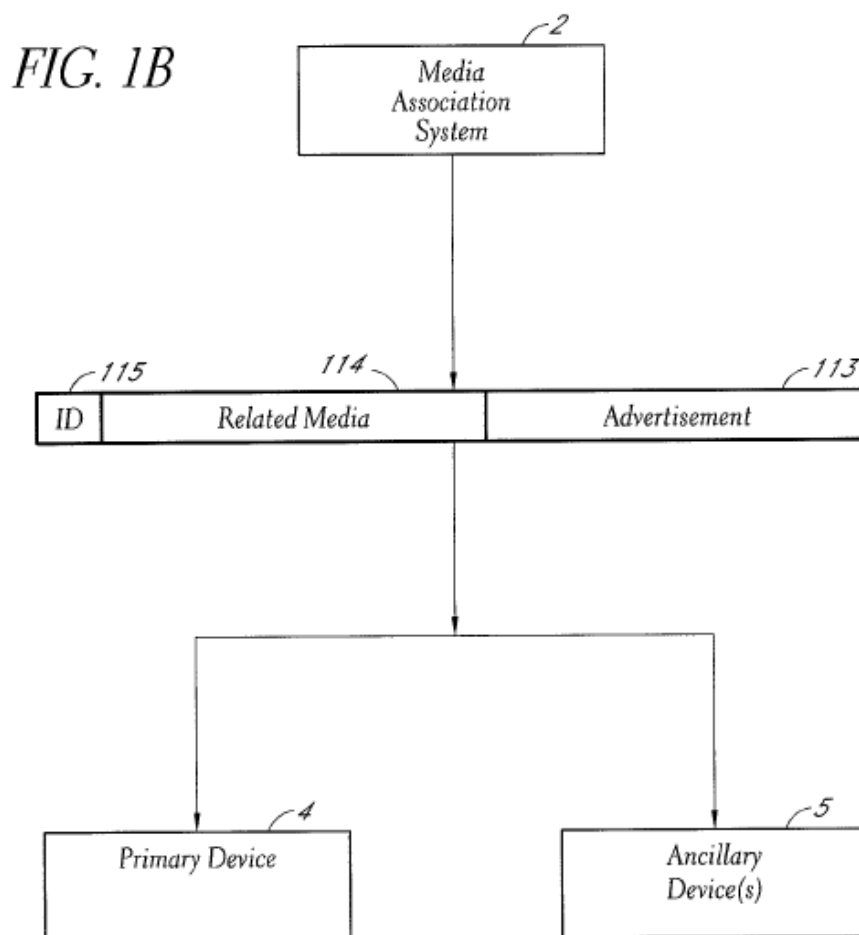 FIG. 1B
2
Media
Association
System
115
114
113
ID
Related Media
Advertisement
4
5
Primary Device
Ancillary
Device(s)